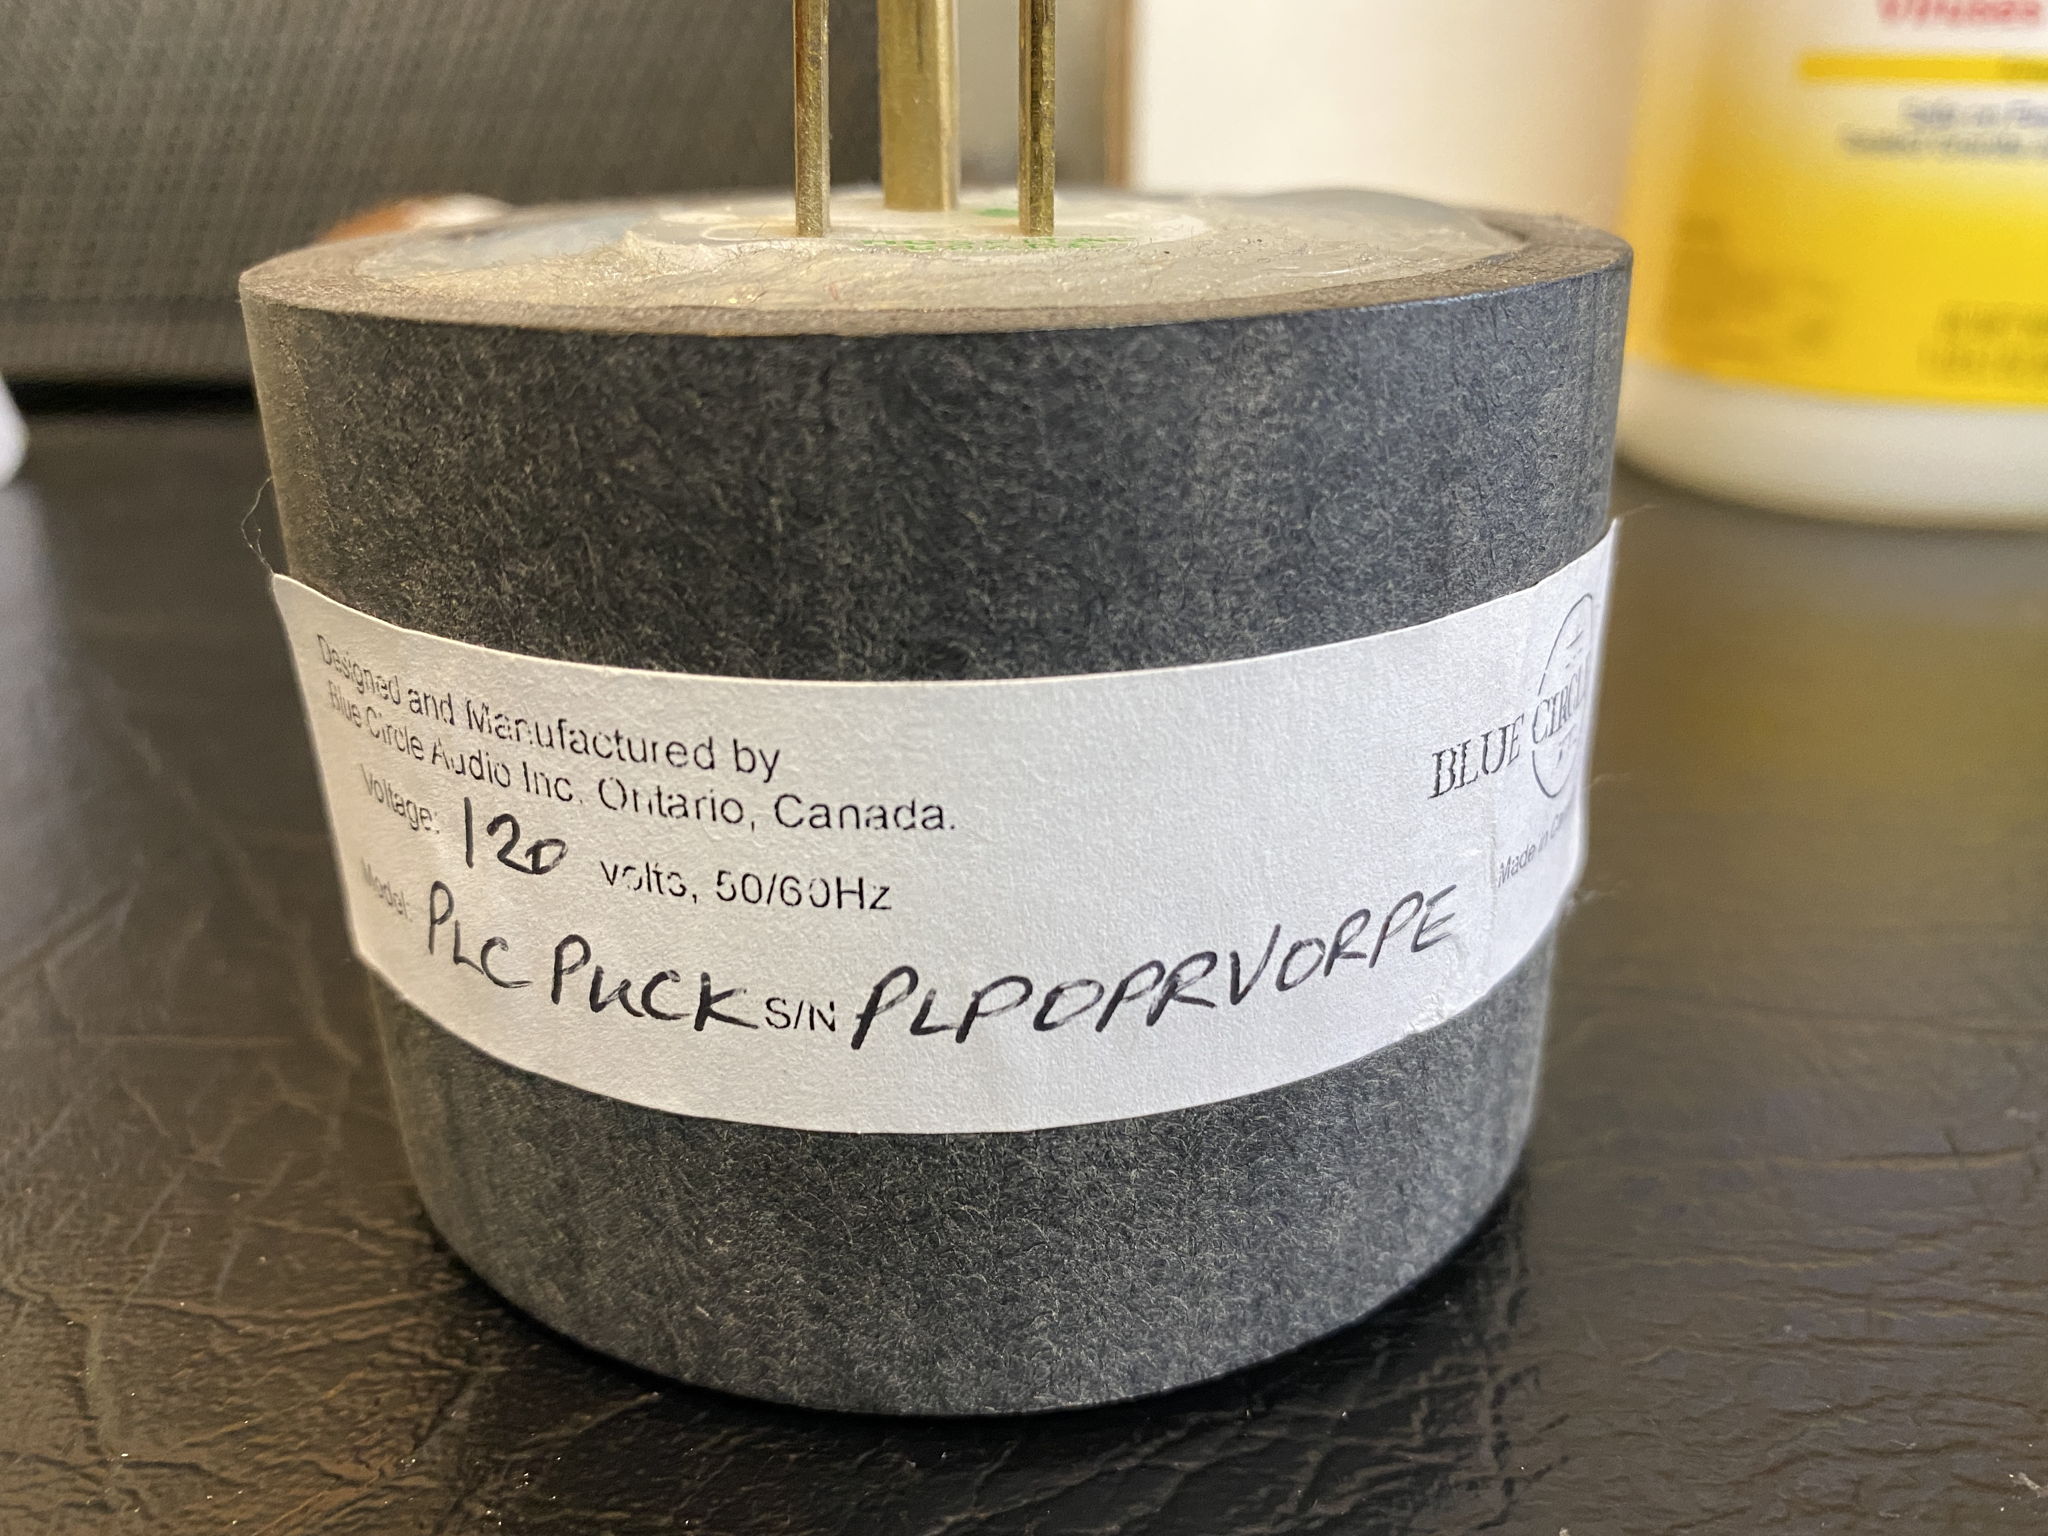 Designed and Manufactured by
Blue Circle Audio Inc. Ontario, Canada.
Voltage: 120 volts, 50/60Hz
Model: PLC PUCK S/N PLPOPRVORPE
BLUE CIRCLE
Made in
Viruses